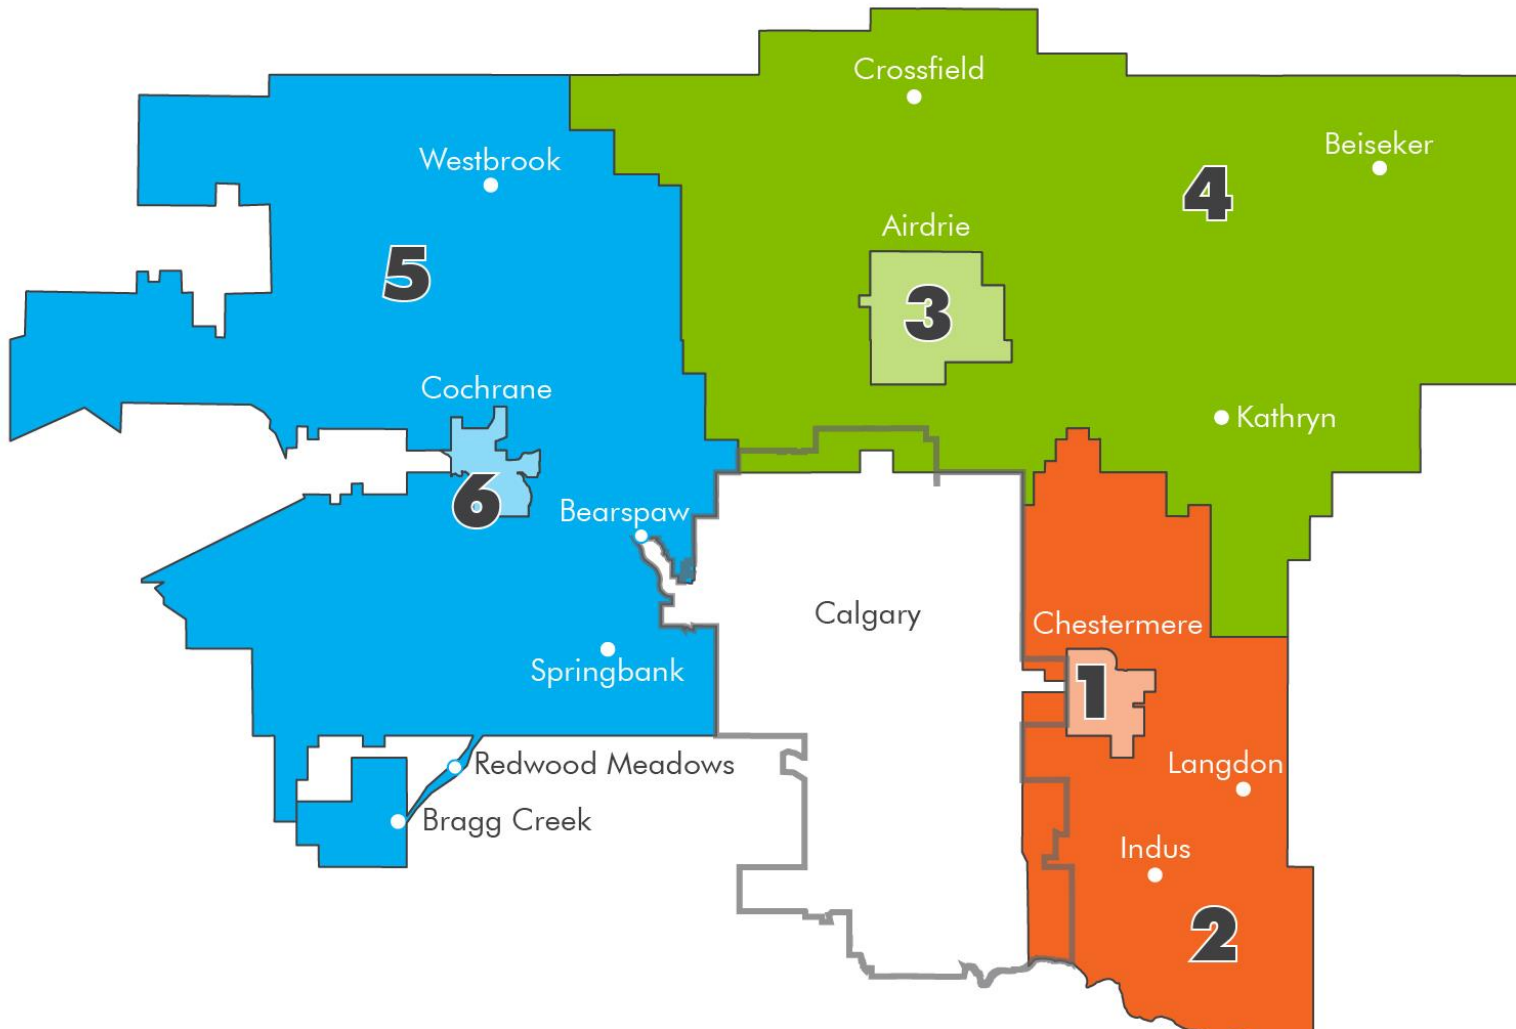 Crossfield
Beiseker
Westbrook
4
Airdrie
5
3
Cochrane
Kathryn
6
Bearspaw
Calgary
Chestermere
Springbank
1
Redwood Meadows
Langdon
Bragg Creek
Indus
2